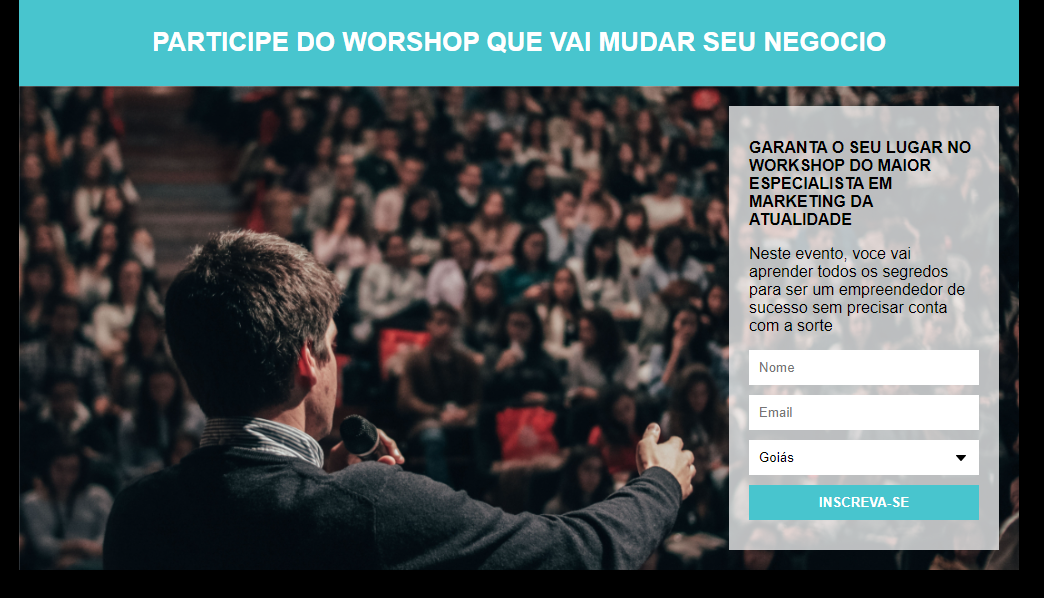 PARTICIPE DO WORSHOP QUE VAI MUDAR SEU NEGOCIO
GARANTA O SEU LUGAR NO
WORKSHOP DO MAIOR
ESPECIALISTA EM
MARKETING DA
ATUALIDADE
Neste evento, voce vai
aprender todos os segredos
para ser um empreendedor de
sucesso sem precisar conta
com a sorte
Nome
Email
Goiás
INSCREVA-SE